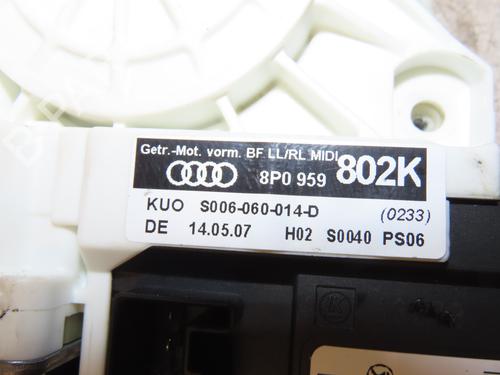 Getr.-Mot. vorm. BF LL/RL MIDI
8P0 959 802K
KUO S006-060-014-D (0233)
DE 14.05.07 H02 S0040 PS06